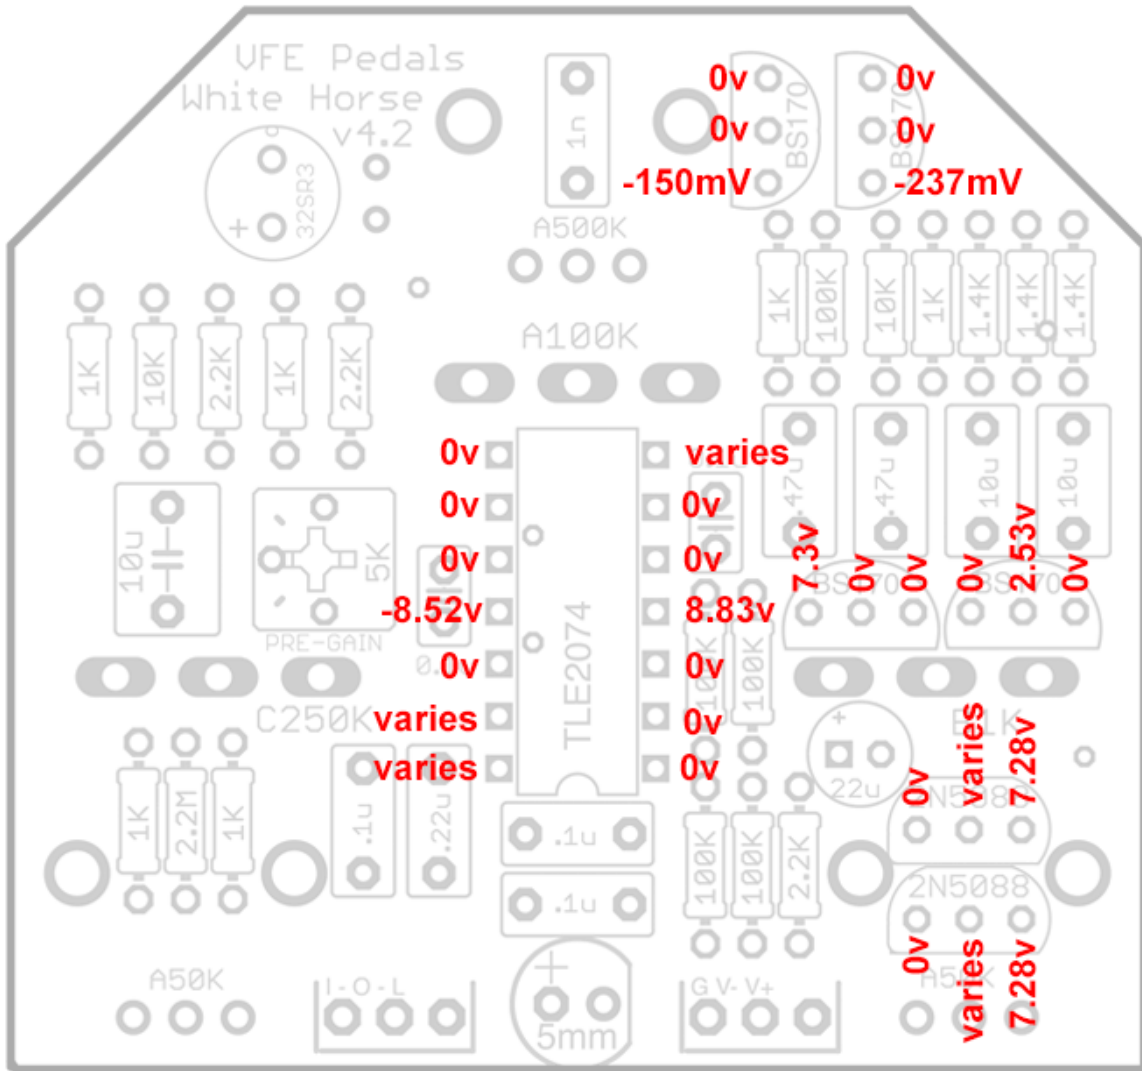 VFE Pedals
White Horse
v4.2
32SR3
+
1n
0v
0v
-150mV
BS170
0v
0v
-237mV
BS170
A500K
1K
100K
10K
1K
1.4K
1.4K
1.4K
1K
10K
2.2K
1K
2.2K
A100K
0v
0v
0v
-8.52v
0v
varies
varies
varies
0v
0v
8.83v
0v
0v
0v
TLE2074
.47u
.47u
10u
10u
7.3v
0v
0v
0v
2.53v
0v
10u
5K
PRE-GAIN
100K
100K
C250K
+
22u
0v
varies
7.28v
2N5088
1K
2.2M
1K
.1u
.22u
.1u
.1u
100K
100K
2.2K
2N5088
0v
varies
7.28v
A50K
I - O - L
+
5mm
G V- V+